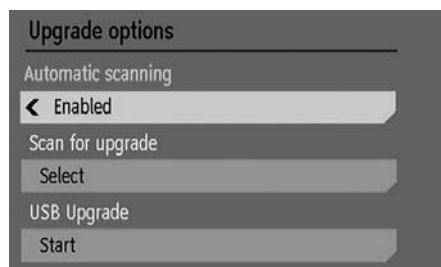 Upgrade options
Automatic scanning
Enabled
Scan for upgrade
Select
USB Upgrade
Start